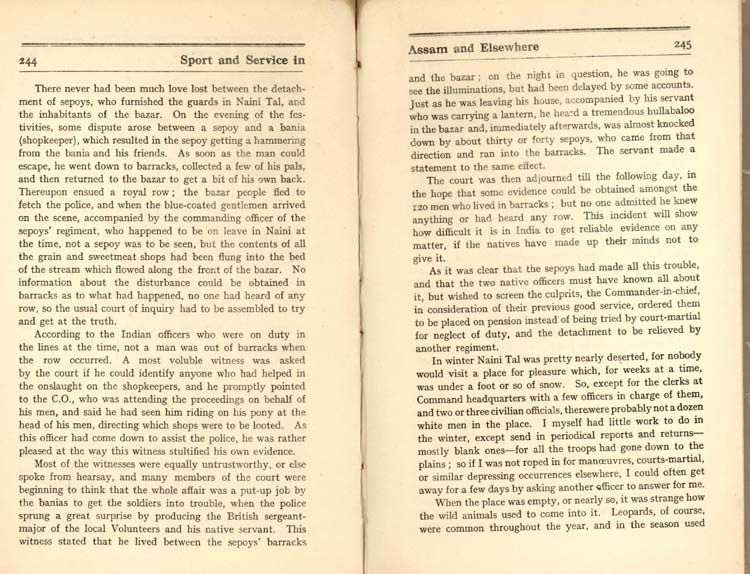 244 Sport and Service in
There never had been much love lost between the detach-
ment of sepoys, who furnished the guards in Naini Tal, and
the inhabitants of the bazar. On the evening of the fes-
tivities, some dispute arose between a sepoy and a bania
(shopkeeper), which resulted in the sepoy getting a hammering
from the bania and his friends. As soon as the man could
escape, he went down to barracks, collected a few of his pals,
and then returned to the bazar to get a bit of his own back.
Thereupon ensued a royal row ; the bazar people fled to
fetch the police, and when the blue-coated gentlemen arrived
on the scene, accompanied by the commanding officer of the
sepoys' regiment, who happened to be on leave in Naini at
the time, not a sepoy was to be seen, but the contents of all
the grain and sweetmeat shops had been flung into the bed
of the stream which flowed along the front of the bazar. No
information about the disturbance could be obtained in
barracks as to what had happened, no one had heard of any
row, so the usual court of inquiry had to be assembled to try
and get at the truth.
According to the Indian officers who were on duty in
the lines at the time, not a man was out of barracks when
the row occurred. A most voluble witness was asked
by the court if he could identify anyone who had helped in
the onslaught on the shopkeepers, and he promptly pointed
to the C.O., who was attending the proceedings on behalf of
his men, and said he had seen him riding on his pony at the
head of his men, directing which shops were to be looted. As
this officer had come down to assist the police, he was rather
pleased at the way this witness stultified his own evidence.
Most of the witnesses were equally untrustworthy, or else
spoke from hearsay, and many members of the court were
beginning to think that the whole affair was a put-up job by
the banias to get the soldiers into trouble, when the police
sprung a great surprise by producing the British sergeant-
major of the local Volunteers and his native servant. This
witness stated that he lived between the sepoys' barracks
Assam and Elsewhere 245
and the bazar ; on the night in question, he was going to
see the illuminations, but had been delayed by some accounts.
Just as he was leaving his house, accompanied by his servant
who was carrying a lantern, he heard a tremendous hullabaloo
in the bazar and, immediately afterwards, was almost knocked
down by about thirty or forty sepoys, who came from that
direction and ran into the barracks. The servant made a
statement to the same effect.
The court was then adjourned till the following day, in
the hope that some evidence could be obtained amongst the
120 men who lived in barracks ; but no one admitted he knew
anything or had heard any row. This incident will show
how difficult it is in India to get reliable evidence on any
matter, if the natives have made up their minds not to
give it.
As it was clear that the sepoys had made all this trouble,
and that the two native officers must have known all about
it, but wished to screen the culprits, the Commander-in-chief,
in consideration of their previous good service, ordered them
to be placed on pension instead of being tried by court-martial
for neglect of duty, and the detachment to be relieved by
another regiment.
In winter Naini Tal was pretty nearly deserted, for nobody
would visit a place for pleasure which, for weeks at a time,
was under a foot or so of snow. So, except for the clerks at
Command headquarters with a few officers in charge of them,
and two or three civilian officials, there were probably not a dozen
white men in the place. I myself had little work to do in
the winter, except send in periodical reports and returns—
mostly blank ones—for all the troops had gone down to the
plains ; so if I was not roped in for manœuvres, courts-martial,
or similar depressing occurrences elsewhere, I could often get
away for a few days by asking another officer to answer for me.
When the place was empty, or nearly so, it was strange how
the wild animals used to come into it. Leopards, of course,
were common throughout the year, and in the season used